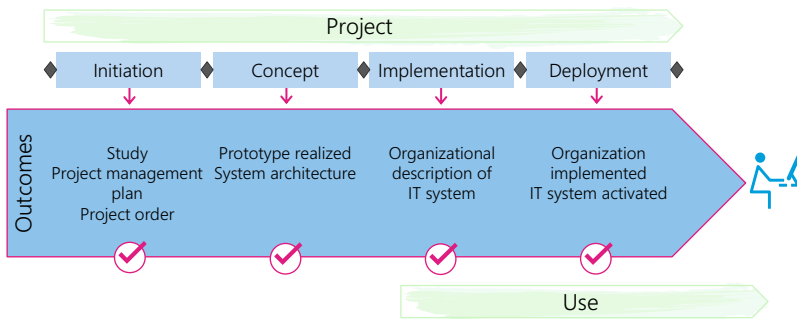 Project
Initiation
Concept
Implementation
Deployment
Outcomes
Study
Project management
plan
Project order
Prototype realized
System architecture
Organizational
description of
IT system
Organization
implemented
IT system activated
Use